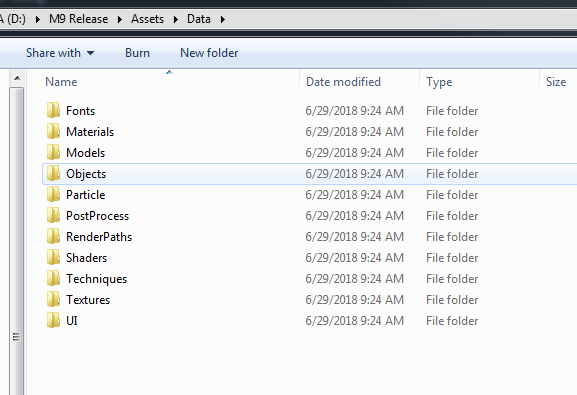 A (D:) ▸ M9 Release ▸ Assets ▸ Data ▸
Share with ▾ Burn New folder
Name Date modified Type Size
Fonts 6/29/2018 9:24 AM File folder
Materials 6/29/2018 9:24 AM File folder
Models 6/29/2018 9:24 AM File folder
Objects 6/29/2018 9:24 AM File folder
Particle 6/29/2018 9:24 AM File folder
PostProcess 6/29/2018 9:24 AM File folder
RenderPaths 6/29/2018 9:24 AM File folder
Shaders 6/29/2018 9:24 AM File folder
Techniques 6/29/2018 9:24 AM File folder
Textures 6/29/2018 9:24 AM File folder
UI 6/29/2018 9:24 AM File folder